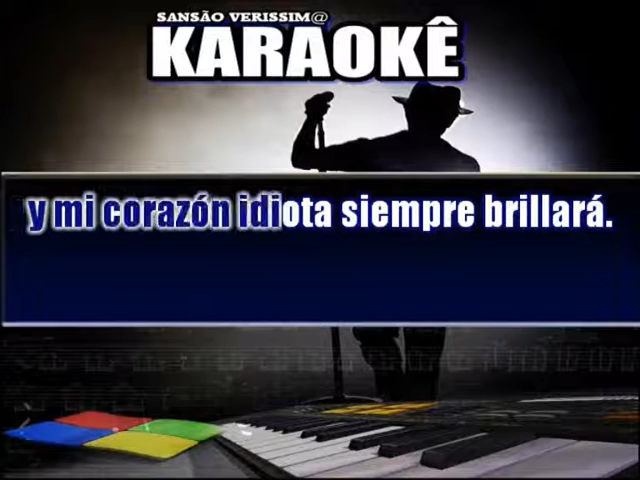 SANSÃO VERISSIM@
KARAOKÊ
y mi corazón idiota siempre brillará.